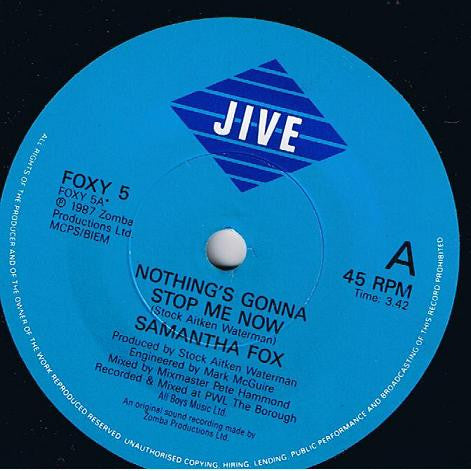 JIVE
FOXY 5
FOXY 5A*
℗ 1987 Zomba
Productions Ltd.
MCPS/BIEM
A
45 RPM
Time: 3.42
NOTHING'S GONNA
STOP ME NOW
(Stock Aitken Waterman)
SAMANTHA FOX
Produced by Stock Aitken Waterman
Engineered by Mark McGuire
Mixed by Mixmaster Pete Hammond
Recorded & Mixed at PWL The Borough
All Boys Music Ltd.
An original sound recording made by
Zomba Productions Ltd.
ALL RIGHTS OF THE PRODUCER AND OF THE OWNER OF THE WORK REPRODUCED RESERVED. UNAUTHORISED COPYING, HIRING, LENDING, PUBLIC PERFORMANCE AND BROADCASTING OF THIS RECORD PROHIBITED